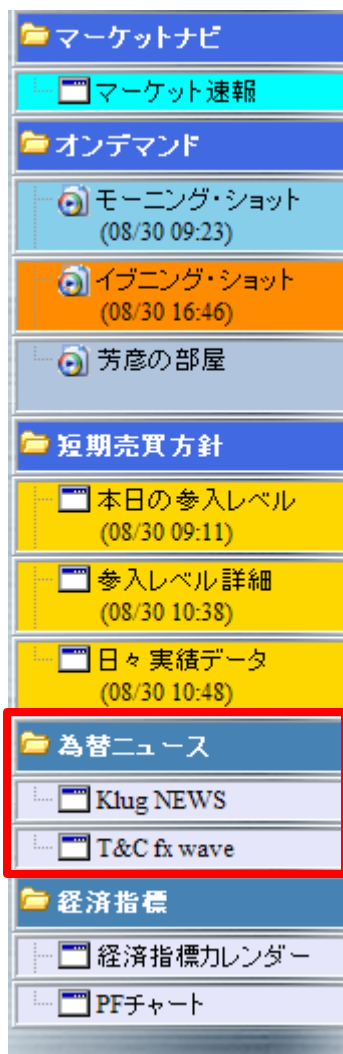 マーケットナビ
マーケット速報
オンデマンド
モーニング・ショット
(08/30 09:23)
イブニング・ショット
(08/30 16:46)
芳彦の部屋
短期売買方針
本日の参入レベル
(08/30 09:11)
参入レベル詳細
(08/30 10:38)
日々実績データ
(08/30 10:48)
為替ニュース
Klug NEWS
T&C fx wave
経済指標
経済指標カレンダー
PFチャート